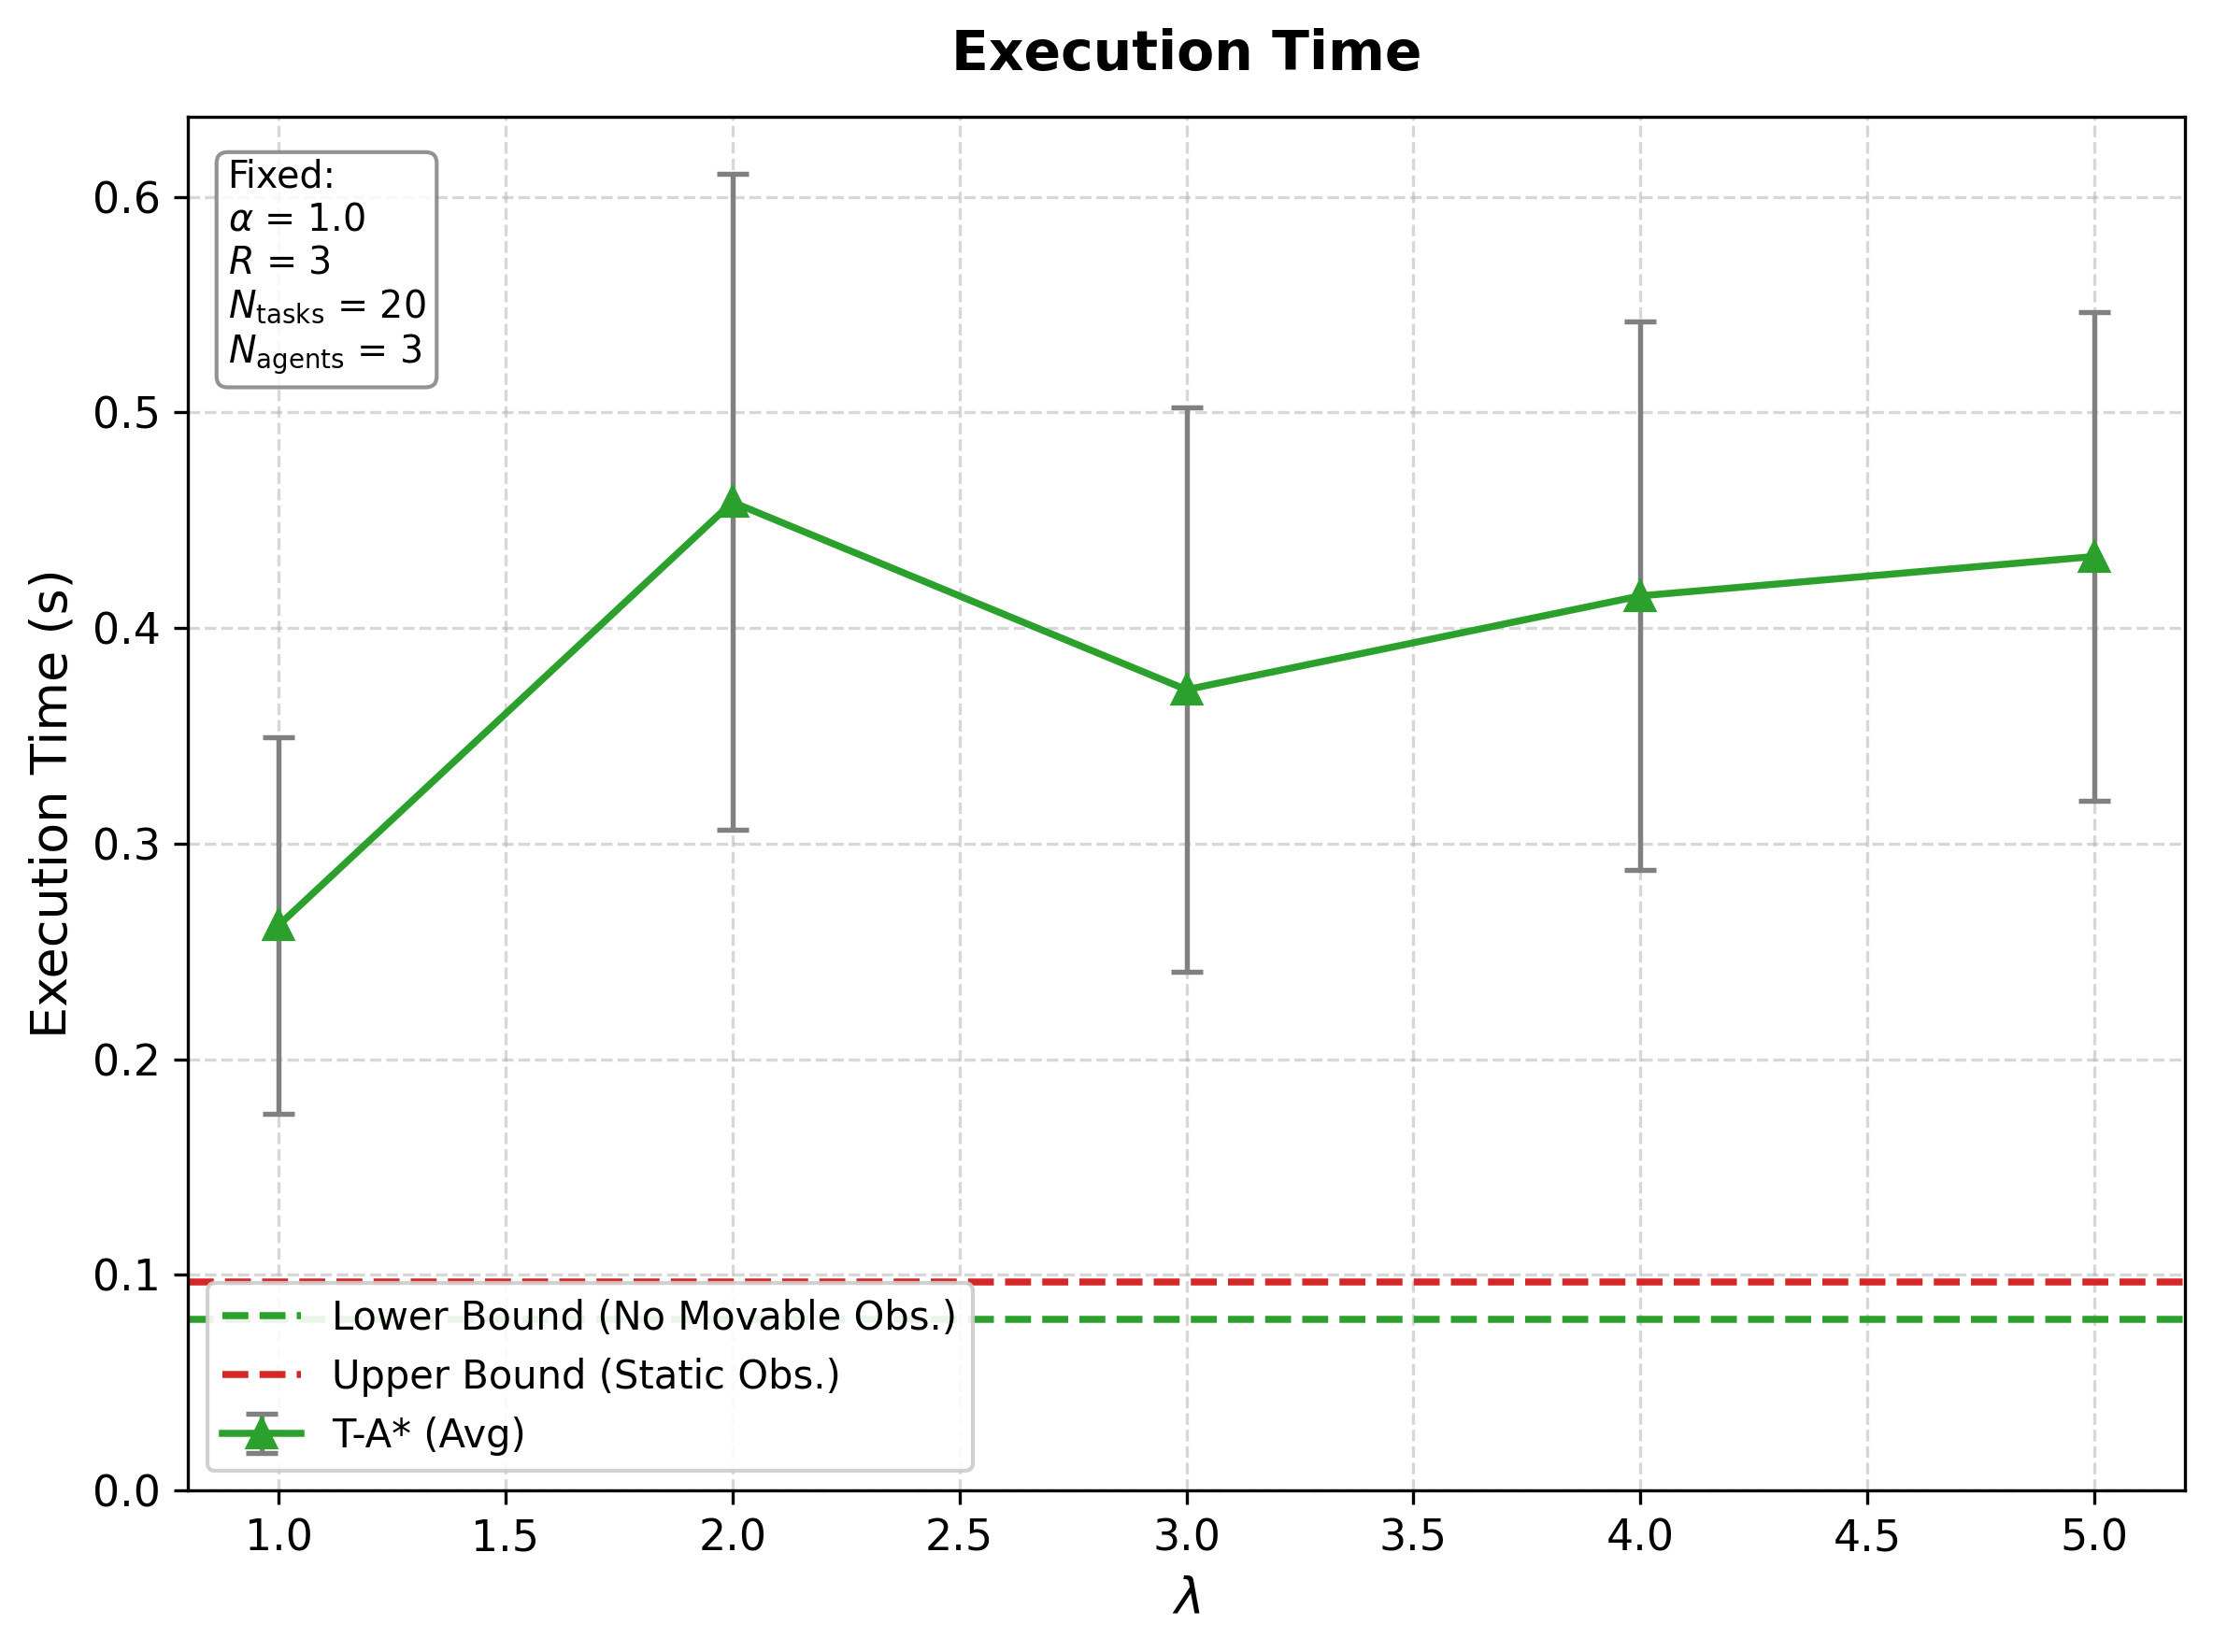 Execution Time
Fixed:
α = 1.0
R = 3
N_tasks = 20
N_agents = 3
Execution Time (s)
0.6
0.5
0.4
0.3
0.2
0.1
0.0
Lower Bound (No Movable Obs.)
Upper Bound (Static Obs.)
T-A* (Avg)
1.0 1.5 2.0 2.5 3.0 3.5 4.0 4.5 5.0
λ